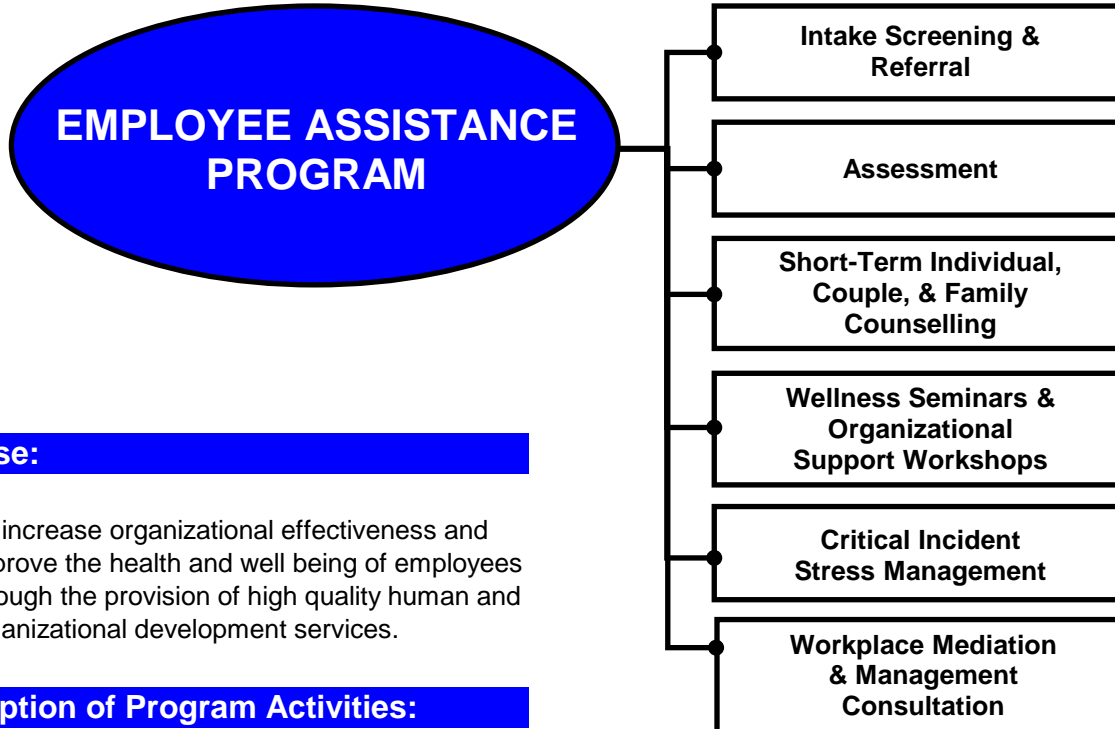 EMPLOYEE ASSISTANCE
PROGRAM
Intake Screening &
Referral
Assessment
Short-Term Individual,
Couple, & Family
Counselling
Wellness Seminars &
Organizational
Support Workshops
Critical Incident
Stress Management
Workplace Mediation
& Management
Consultation
se:
increase organizational effectiveness and
prove the health and well being of employees
ough the provision of high quality human and
anizational development services.
ption of Program Activities: